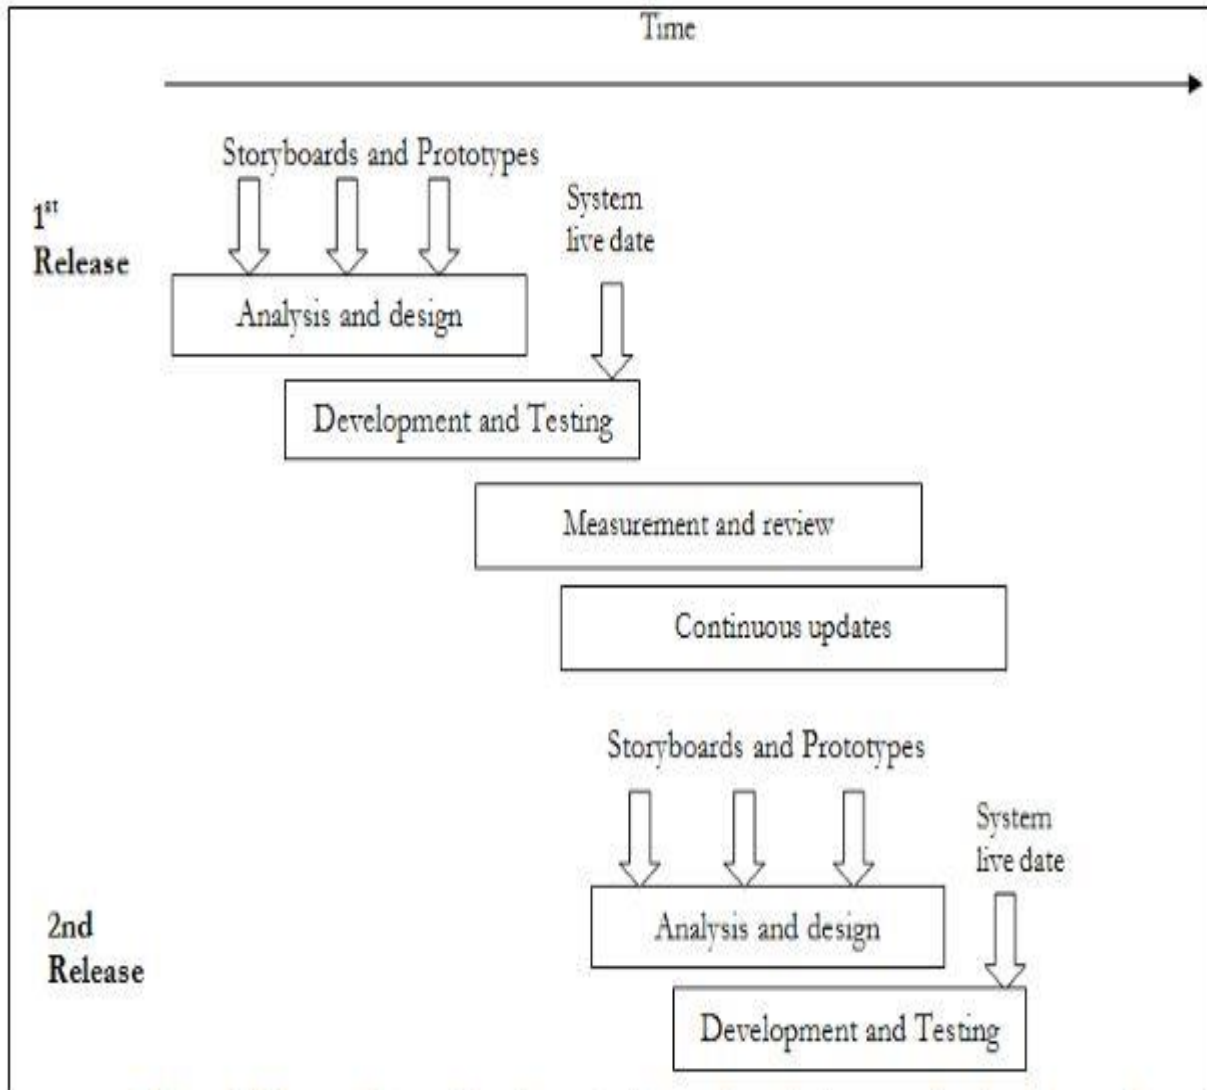 Time
Storyboards and Prototypes
1st
Release
System
live date
Analysis and design
Development and Testing
Measurement and review
Continuous updates
Storyboards and Prototypes
System
live date
2nd
Release
Analysis and design
Development and Testing